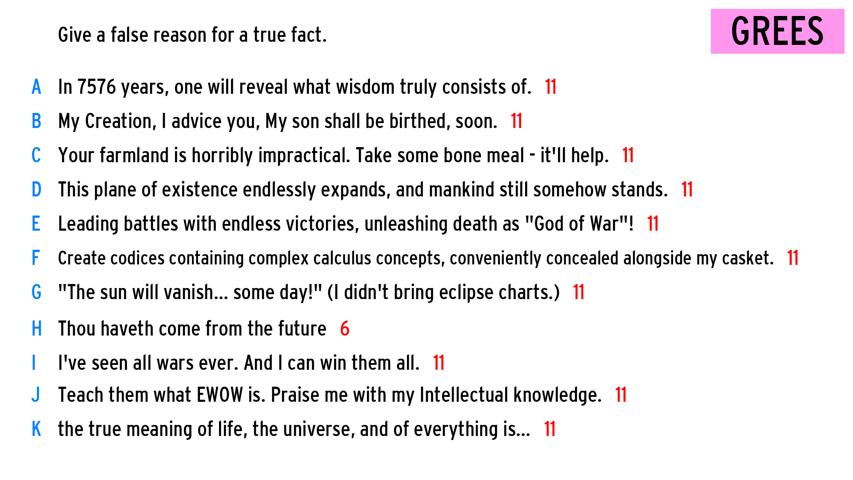 Give a false reason for a true fact.
GREES
A In 7576 years, one will reveal what wisdom truly consists of. 11
B My Creation, I advice you, My son shall be birthed, soon. 11
C Your farmland is horribly impractical. Take some bone meal - it'll help. 11
D This plane of existence endlessly expands, and mankind still somehow stands. 11
E Leading battles with endless victories, unleashing death as "God of War"! 11
F Create codices containing complex calculus concepts, conveniently concealed alongside my casket. 11
G "The sun will vanish... some day!" (I didn't bring eclipse charts.) 11
H Thou haveth come from the future 6
I I've seen all wars ever. And I can win them all. 11
J Teach them what EWOW is. Praise me with my Intellectual knowledge. 11
K the true meaning of life, the universe, and of everything is... 11